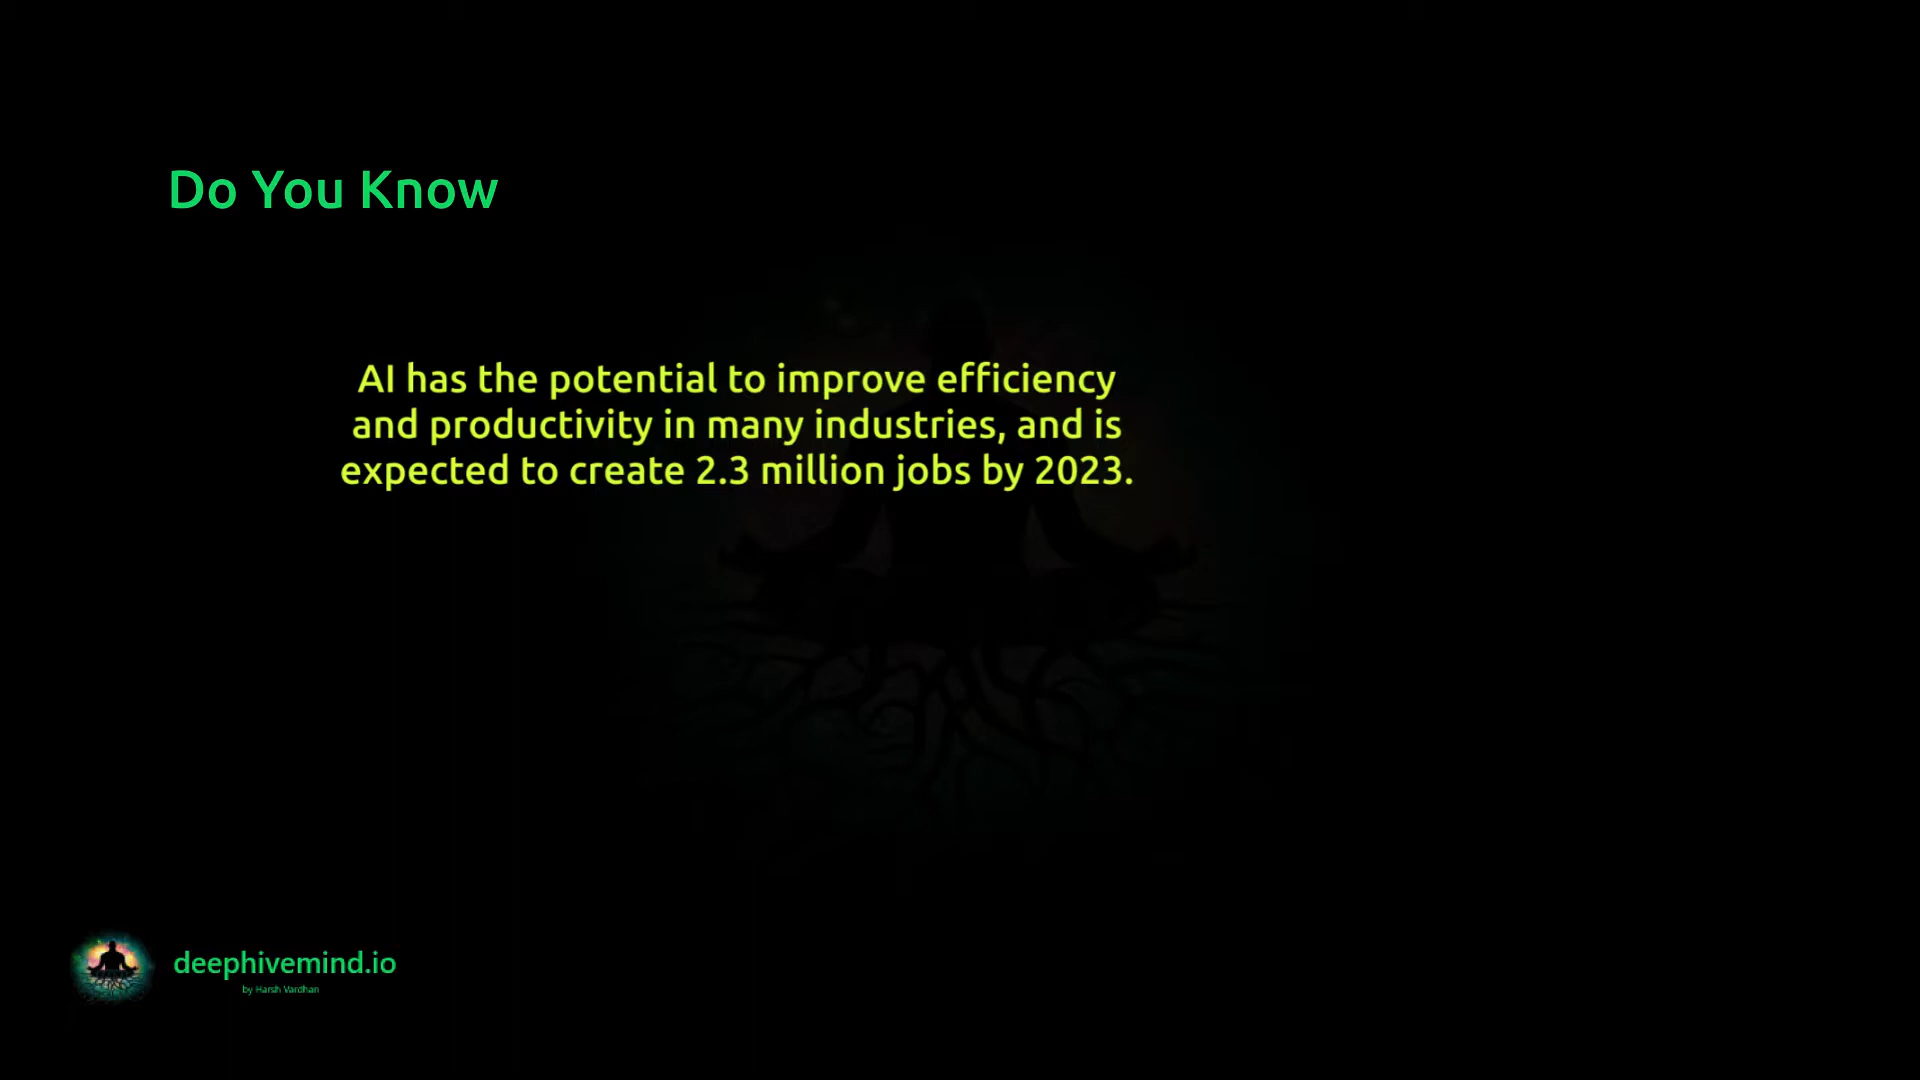 Do You Know
AI has the potential to improve efficiency
and productivity in many industries, and is
expected to create 2.3 million jobs by 2023.
deephivemind.io
by Harsh Vardhan